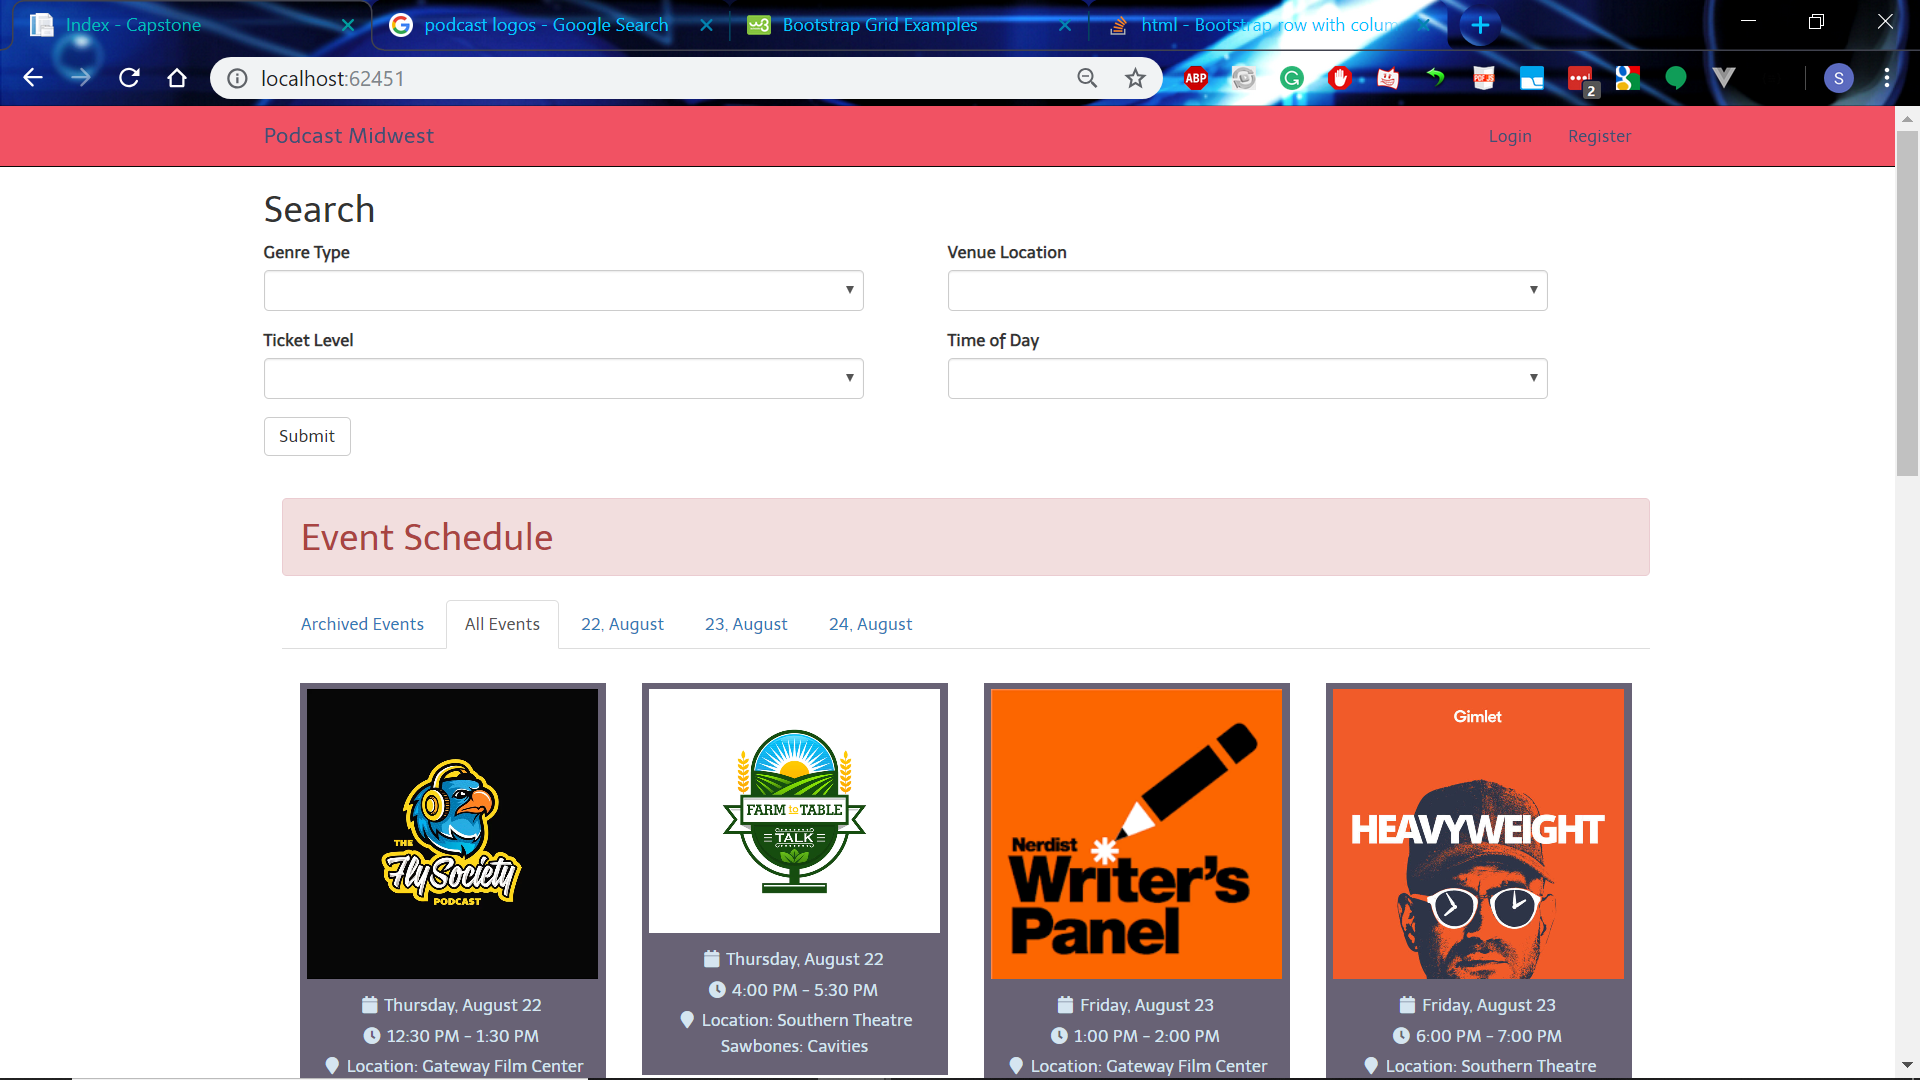 Index - Capstone
podcast logos - Google Search
Bootstrap Grid Examples
html - Bootstrap row with colum
localhost:62451
ABP
G
PDF JS
2
S
Podcast Midwest
Login
Register
Search
Genre Type
Venue Location
Ticket Level
Time of Day
Submit
Event Schedule
Archived Events
All Events
22, August
23, August
24, August
THE
Fly Society
PODCAST
Thursday, August 22
12:30 PM - 1:30 PM
Location: Gateway Film Center
FARM to TABLE
TALK
Thursday, August 22
4:00 PM - 5:30 PM
Location: Southern Theatre
Sawbones: Cavities
Nerdist
Writer's
Panel
Friday, August 23
1:00 PM - 2:00 PM
Location: Gateway Film Center
Gimlet
HEAVYWEIGHT
Friday, August 23
6:00 PM - 7:00 PM
Location: Southern Theatre